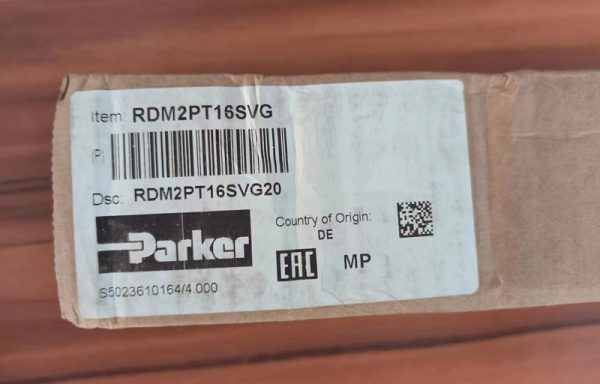 Item: RDM2PT16SVG
(P)
Dsc: RDM2PT16SVG20
Parker
Country of Origin:
DE
EAC MP
S5023610164/4.000